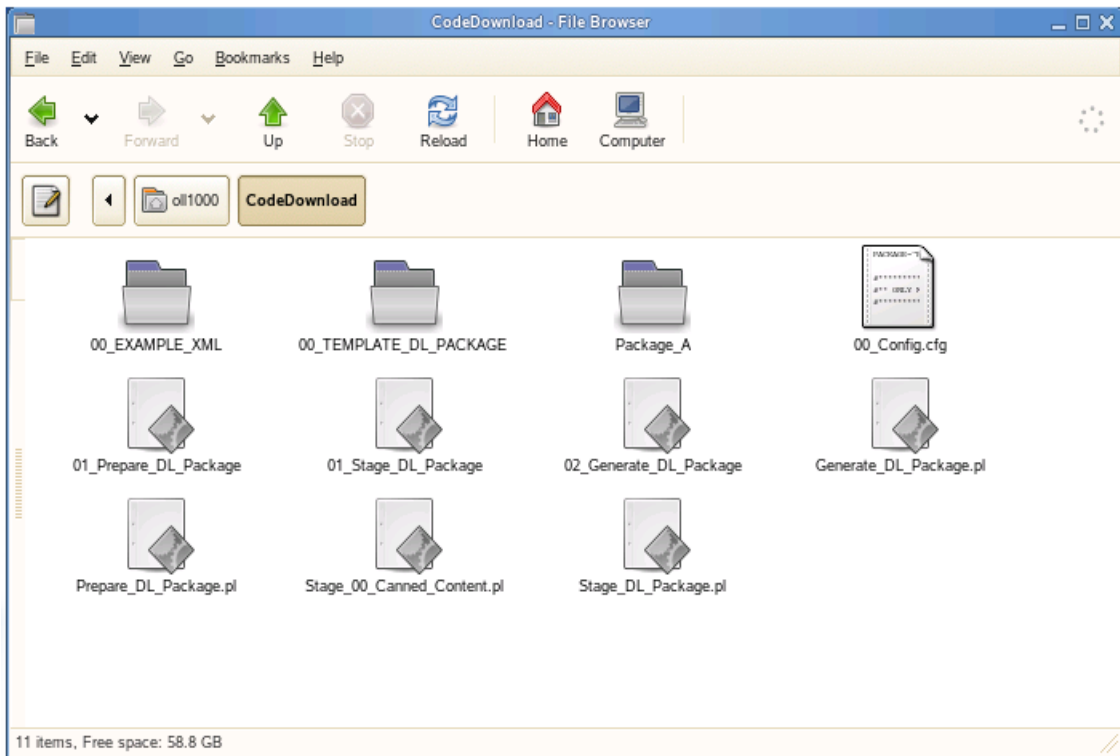 CodeDownload - File Browser
File Edit View Go Bookmarks Help
Back Forward Up Stop Reload Home Computer
oll1000 CodeDownload
PACKAGE="
#*********
#** ONLY
#*********
00_EXAMPLE_XML 00_TEMPLATE_DL_PACKAGE Package_A 00_Config.cfg
01_Prepare_DL_Package 01_Stage_DL_Package 02_Generate_DL_Package Generate_DL_Package.pl
Prepare_DL_Package.pl Stage_00_Canned_Content.pl Stage_DL_Package.pl
11 items, Free space: 58.8 GB